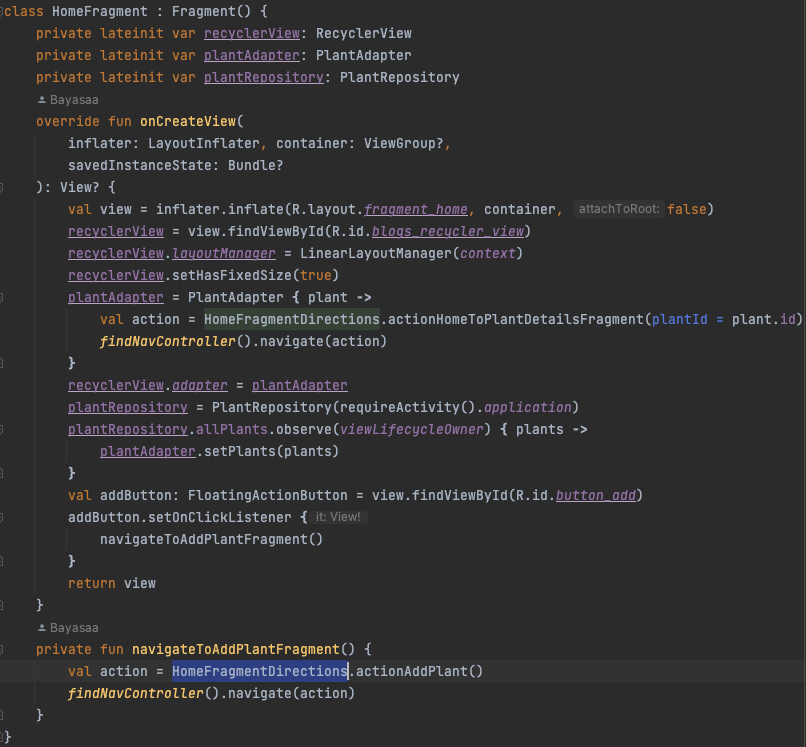 class HomeFragment : Fragment() {
    private lateinit var recyclerView: RecyclerView
    private lateinit var plantAdapter: PlantAdapter
    private lateinit var plantRepository: PlantRepository
    Bayasaa
    override fun onCreateView(
        inflater: LayoutInflater, container: ViewGroup?,
        savedInstanceState: Bundle?
    ): View? {
        val view = inflater.inflate(R.layout.fragment_home, container, attachToRoot: false)
        recyclerView = view.findViewById(R.id.blogs_recycler_view)
        recyclerView.layoutManager = LinearLayoutManager(context)
        recyclerView.setHasFixedSize(true)
        plantAdapter = PlantAdapter { plant ->
            val action = HomeFragmentDirections.actionHomeToPlantDetailsFragment(plantId = plant.id)
            findNavController().navigate(action)
        }
        recyclerView.adapter = plantAdapter
        plantRepository = PlantRepository(requireActivity().application)
        plantRepository.allPlants.observe(viewLifecycleOwner) { plants ->
            plantAdapter.setPlants(plants)
        }
        val addButton: FloatingActionButton = view.findViewById(R.id.button_add)
        addButton.setOnClickListener { it: View!
            navigateToAddPlantFragment()
        }
        return view
    }
    Bayasaa
    private fun navigateToAddPlantFragment() {
        val action = HomeFragmentDirections.actionAddPlant()
        findNavController().navigate(action)
    }
}